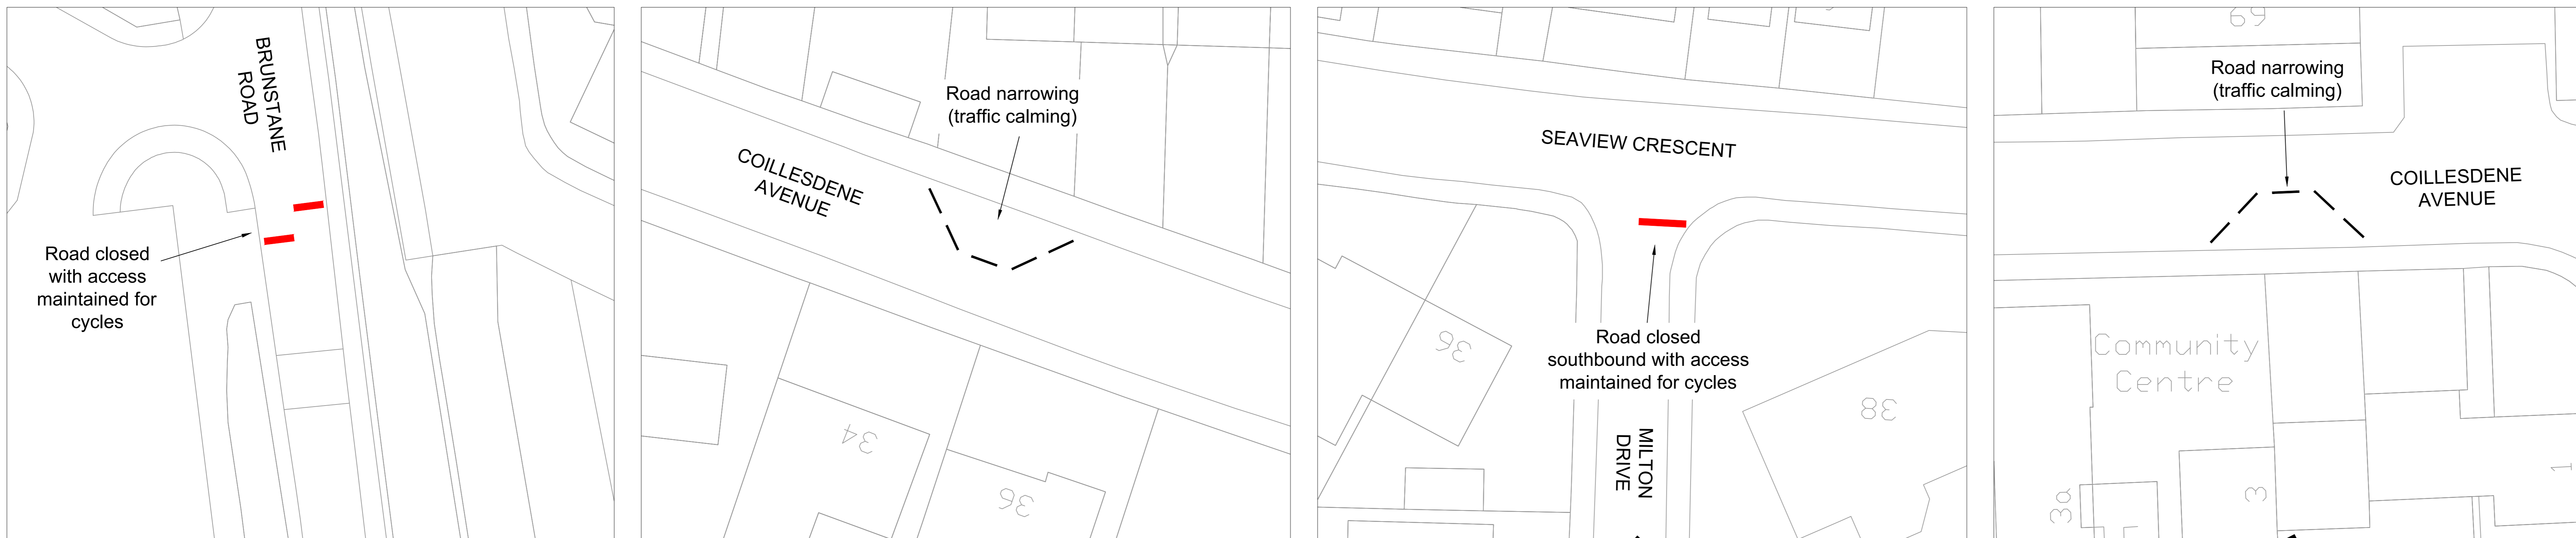 BRUNSTANE
ROAD
Road closed
with access
maintained for
cycles
Road narrowing
(traffic calming)
COILLESDENE
AVENUE
34
36
SEAVIEW CRESCENT
Road closed
southbound with access
maintained for cycles
36
38
MILTON
DRIVE
69
Road narrowing
(traffic calming)
COILLESDENE
AVENUE
Community
Centre
3a
3
1